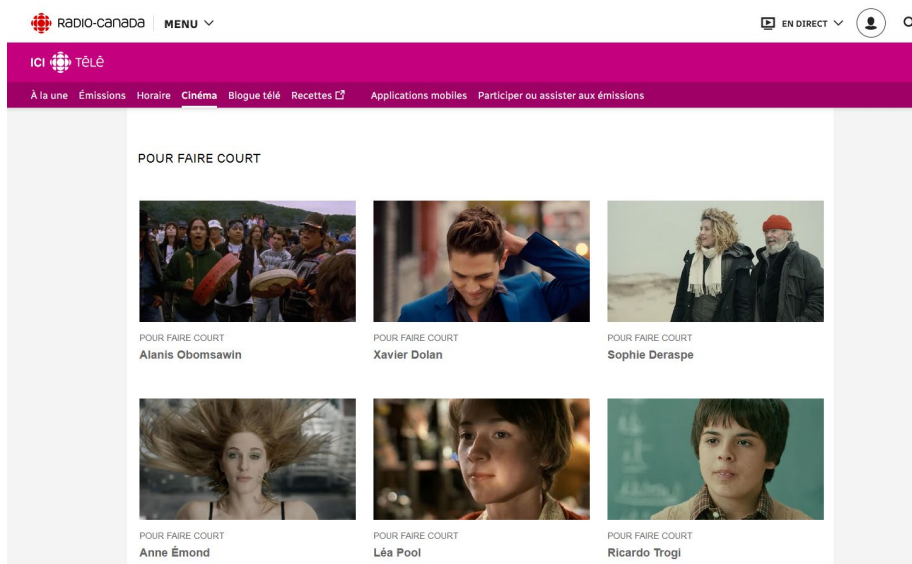 RADIO-CANADA MENU EN DIRECT
ICI TÉLÉ
À la une Émissions Horaire Cinéma Blogue télé Recettes Applications mobiles Participer ou assister aux émissions
POUR FAIRE COURT
POUR FAIRE COURT POUR FAIRE COURT POUR FAIRE COURT
Alanis Obomsawin Xavier Dolan Sophie Deraspe
POUR FAIRE COURT POUR FAIRE COURT POUR FAIRE COURT
Anne Émond Léa Pool Ricardo Trogi